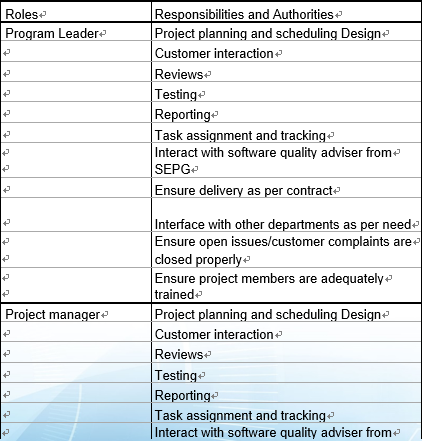 Roles Responsibilities and Authorities
Program Leader Project planning and scheduling Design
Customer interaction
Reviews
Testing
Reporting
Task assignment and tracking
Interact with software quality adviser from
SEPG
Ensure delivery as per contract
Interface with other departments as per need
Ensure open issues/customer complaints are
closed properly
Ensure project members are adequately
trained
Project manager Project planning and scheduling Design
Customer interaction
Reviews
Testing
Reporting
Task assignment and tracking
Interact with software quality adviser from